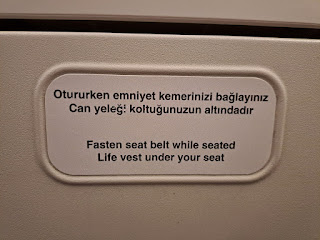 Otururken emniyet kemerinizi bağlayınız
Can yeleği koltuğunuzun altındadır
Fasten seat belt while seated
Life vest under your seat